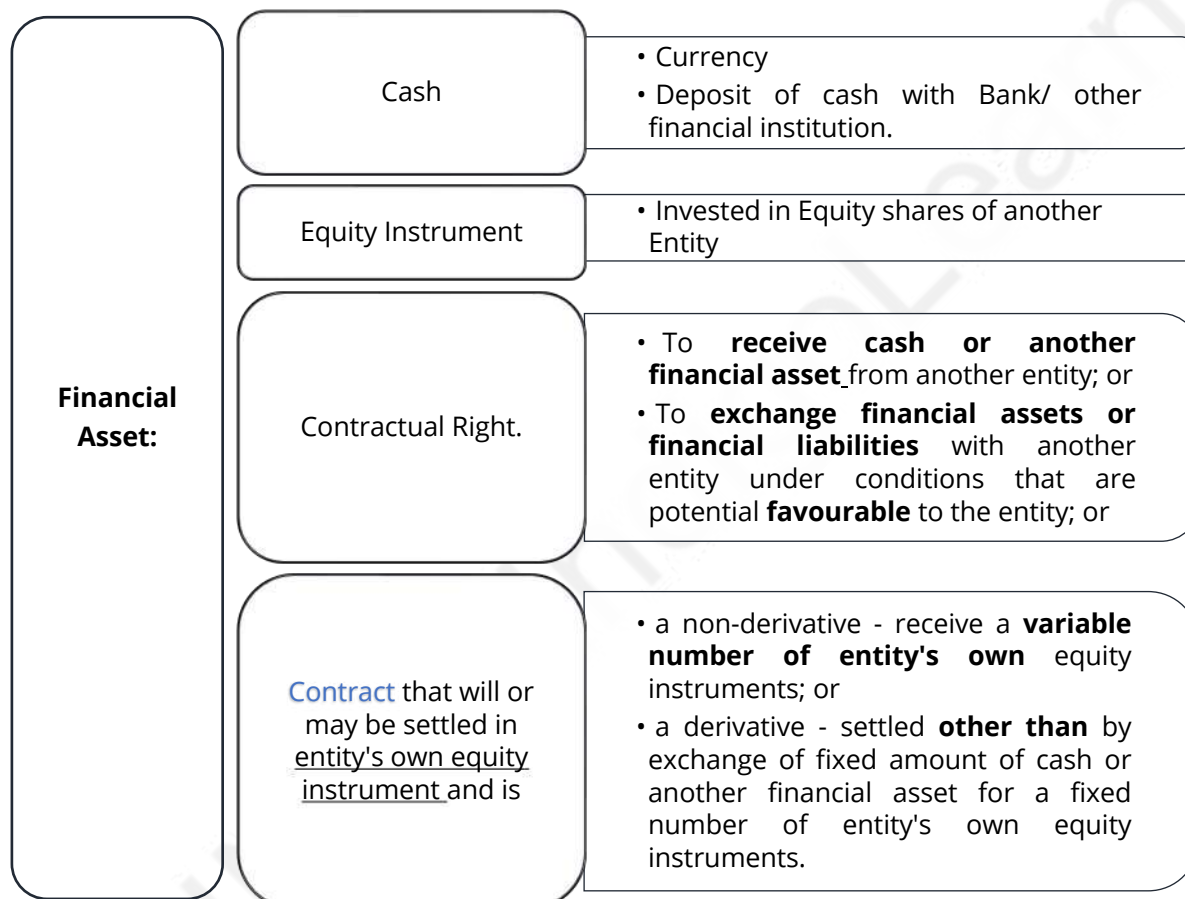 Financial
Asset:
Cash
• Currency
• Deposit of cash with Bank/ other
financial institution.
Equity Instrument
• Invested in Equity shares of another
Entity
Contractual Right.
• To receive cash or another
financial asset from another entity; or
• To exchange financial assets or
financial liabilities with another
entity under conditions that are
potential favourable to the entity; or
Contract that will or
may be settled in
entity's own equity
instrument and is
• a non-derivative - receive a variable
number of entity's own equity
instruments; or
• a derivative - settled other than by
exchange of fixed amount of cash or
another financial asset for a fixed
number of entity's own equity
instruments.